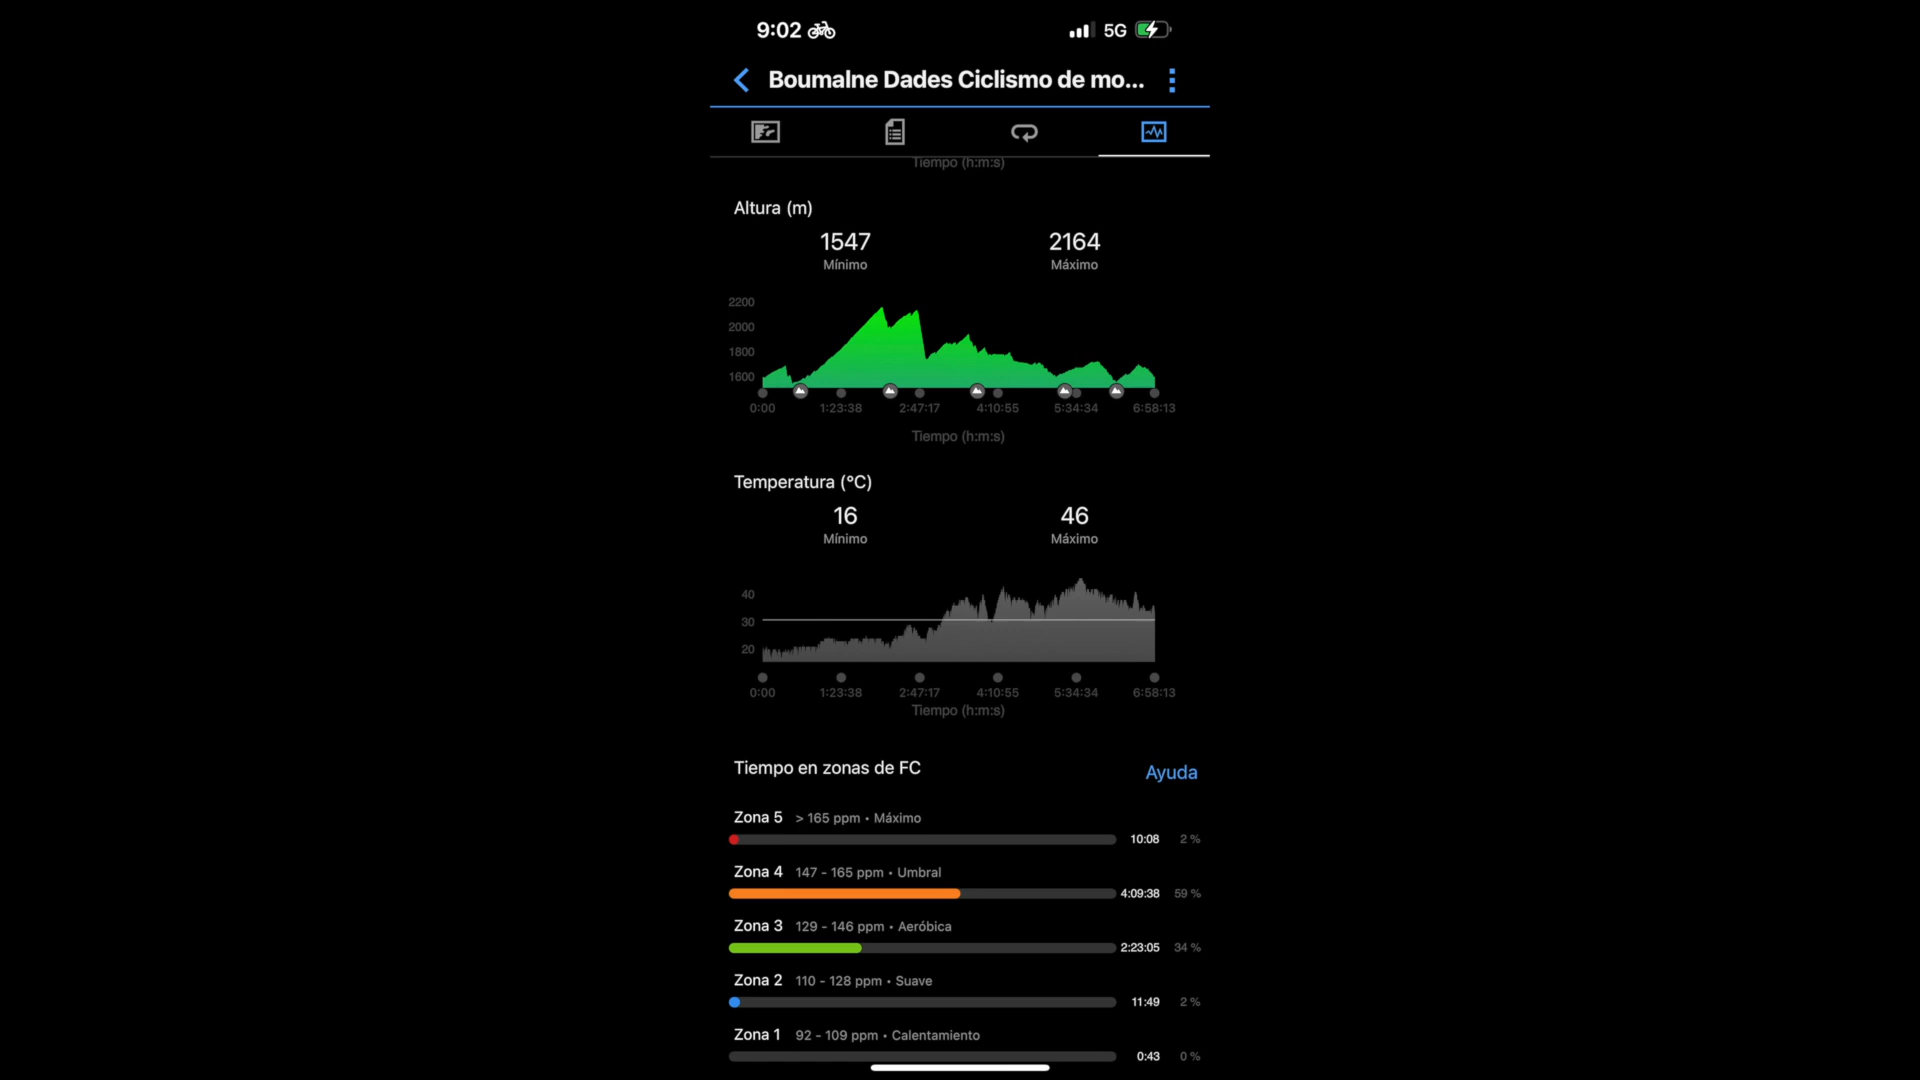 9:02
5G
Boumalne Dades Ciclismo de mo...
Tiempo (h:m:s)
Altura (m)
1547 2164
Mínimo Máximo
2200
2000
1800
1600
0:00 1:23:38 2:47:17 4:10:55 5:34:34 6:58:13
Tiempo (h:m:s)
Temperatura (°C)
16 46
Mínimo Máximo
40
30
20
0:00 1:23:38 2:47:17 4:10:55 5:34:34 6:58:13
Tiempo (h:m:s)
Tiempo en zonas de FC Ayuda
Zona 5 > 165 ppm • Máximo
10:08 2 %
Zona 4 147 - 165 ppm • Umbral
4:09:38 59 %
Zona 3 129 - 146 ppm • Aeróbica
2:23:05 34 %
Zona 2 110 - 128 ppm • Suave
11:49 2 %
Zona 1 92 - 109 ppm • Calentamiento
0:43 0 %